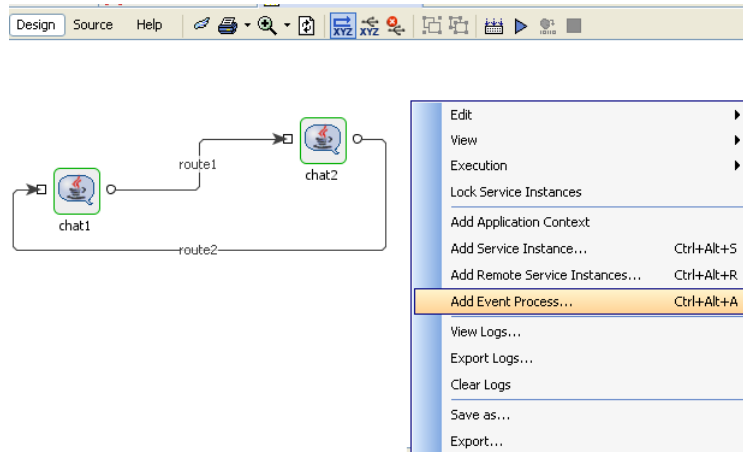 Design Source Help XYZ XYZ
route1
chat2
chat1
route2
Edit
View
Execution
Lock Service Instances
Add Application Context
Add Service Instance... Ctrl+Alt+S
Add Remote Service Instances... Ctrl+Alt+R
Add Event Process... Ctrl+Alt+A
View Logs...
Export Logs...
Clear Logs
Save as...
Export...